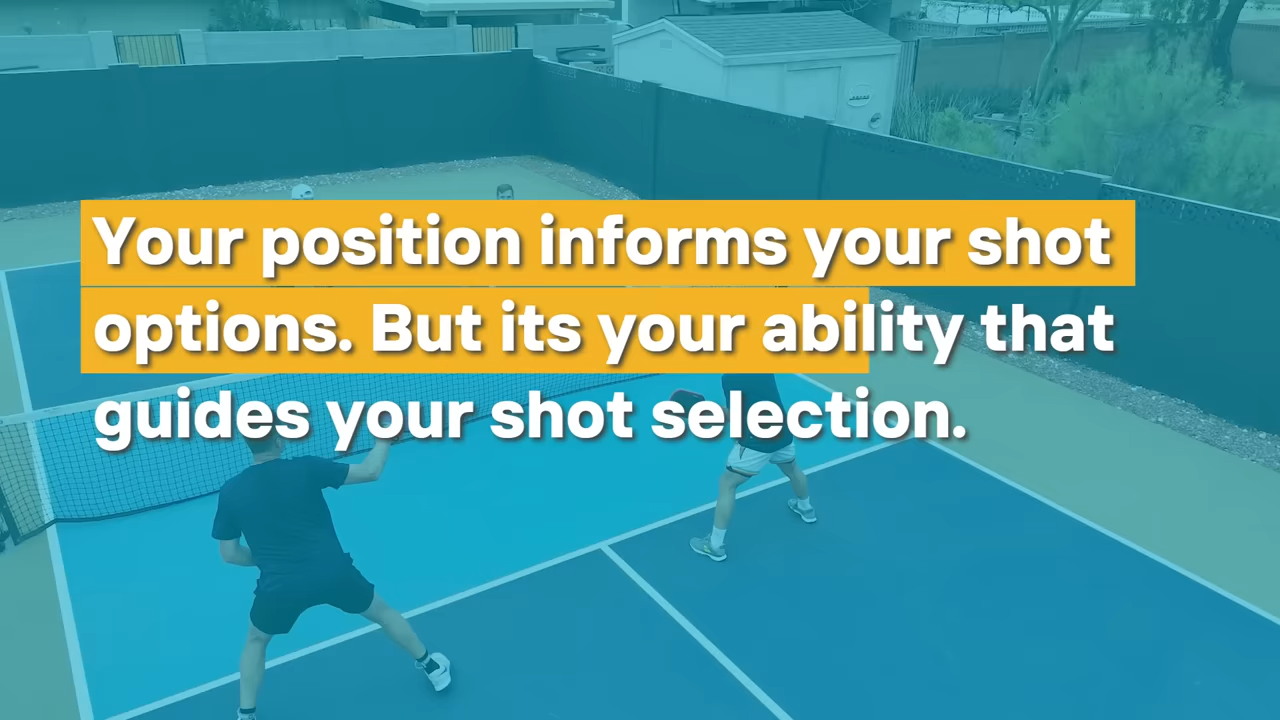 Your position informs your shot
options. But its your ability that
guides your shot selection.